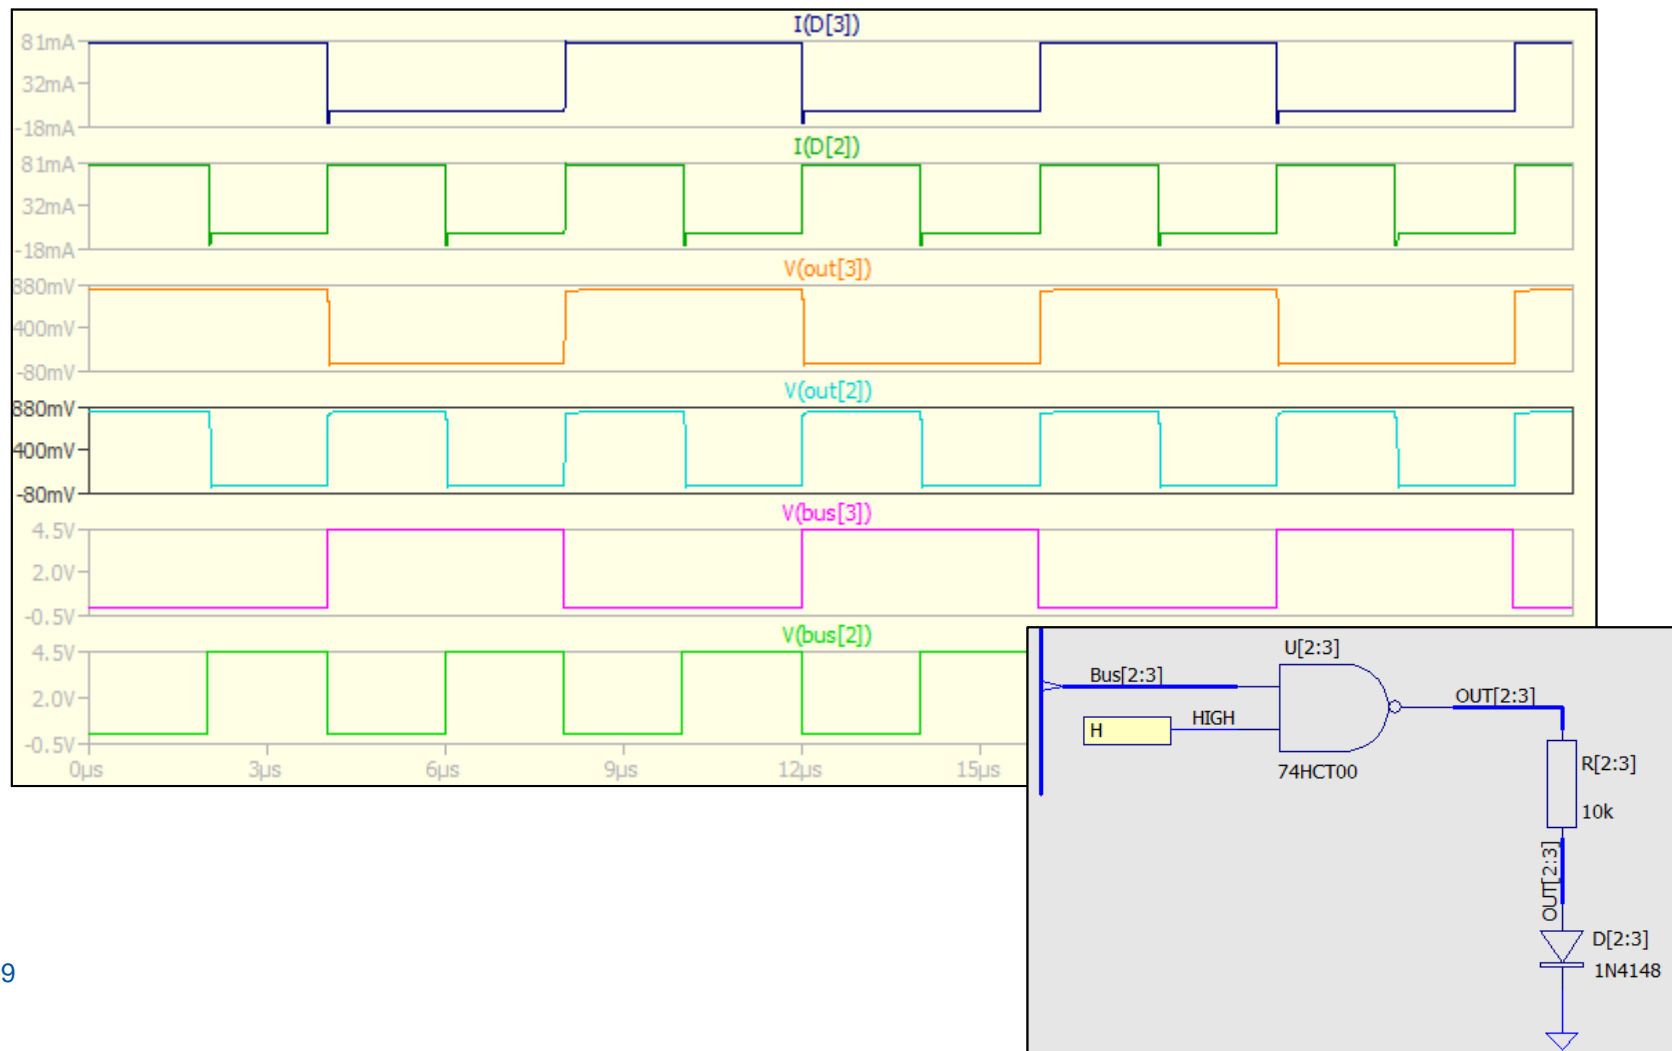 I(D[3])
81mA
32mA
-18mA
I(D[2])
81mA
32mA
-18mA
V(out[3])
880mV
400mV
-80mV
V(out[2])
880mV
400mV
-80mV
V(bus[3])
4.5V
2.0V
-0.5V
V(bus[2])
4.5V
2.0V
-0.5V
0µs 3µs 6µs 9µs 12µs 15µs
U[2:3]
Bus[2:3]
OUT[2:3]
H
HIGH
74HCT00
R[2:3]
10k
OUT[2:3]
D[2:3]
1N4148
9